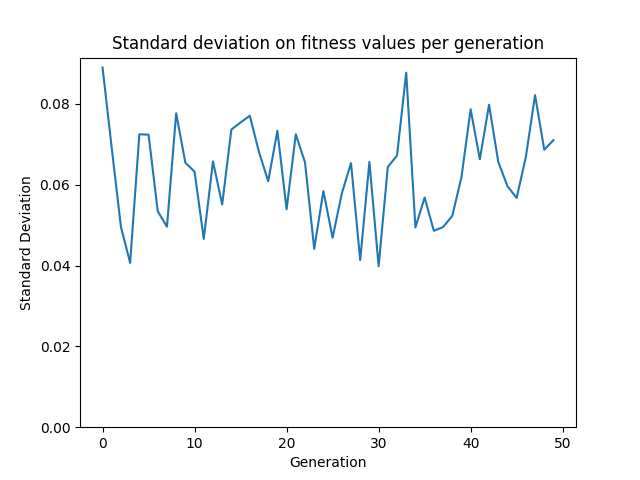 Standard deviation on fitness values per generation
Standard Deviation
0.08
0.06
0.04
0.02
0.00
0 10 20 30 40 50
Generation